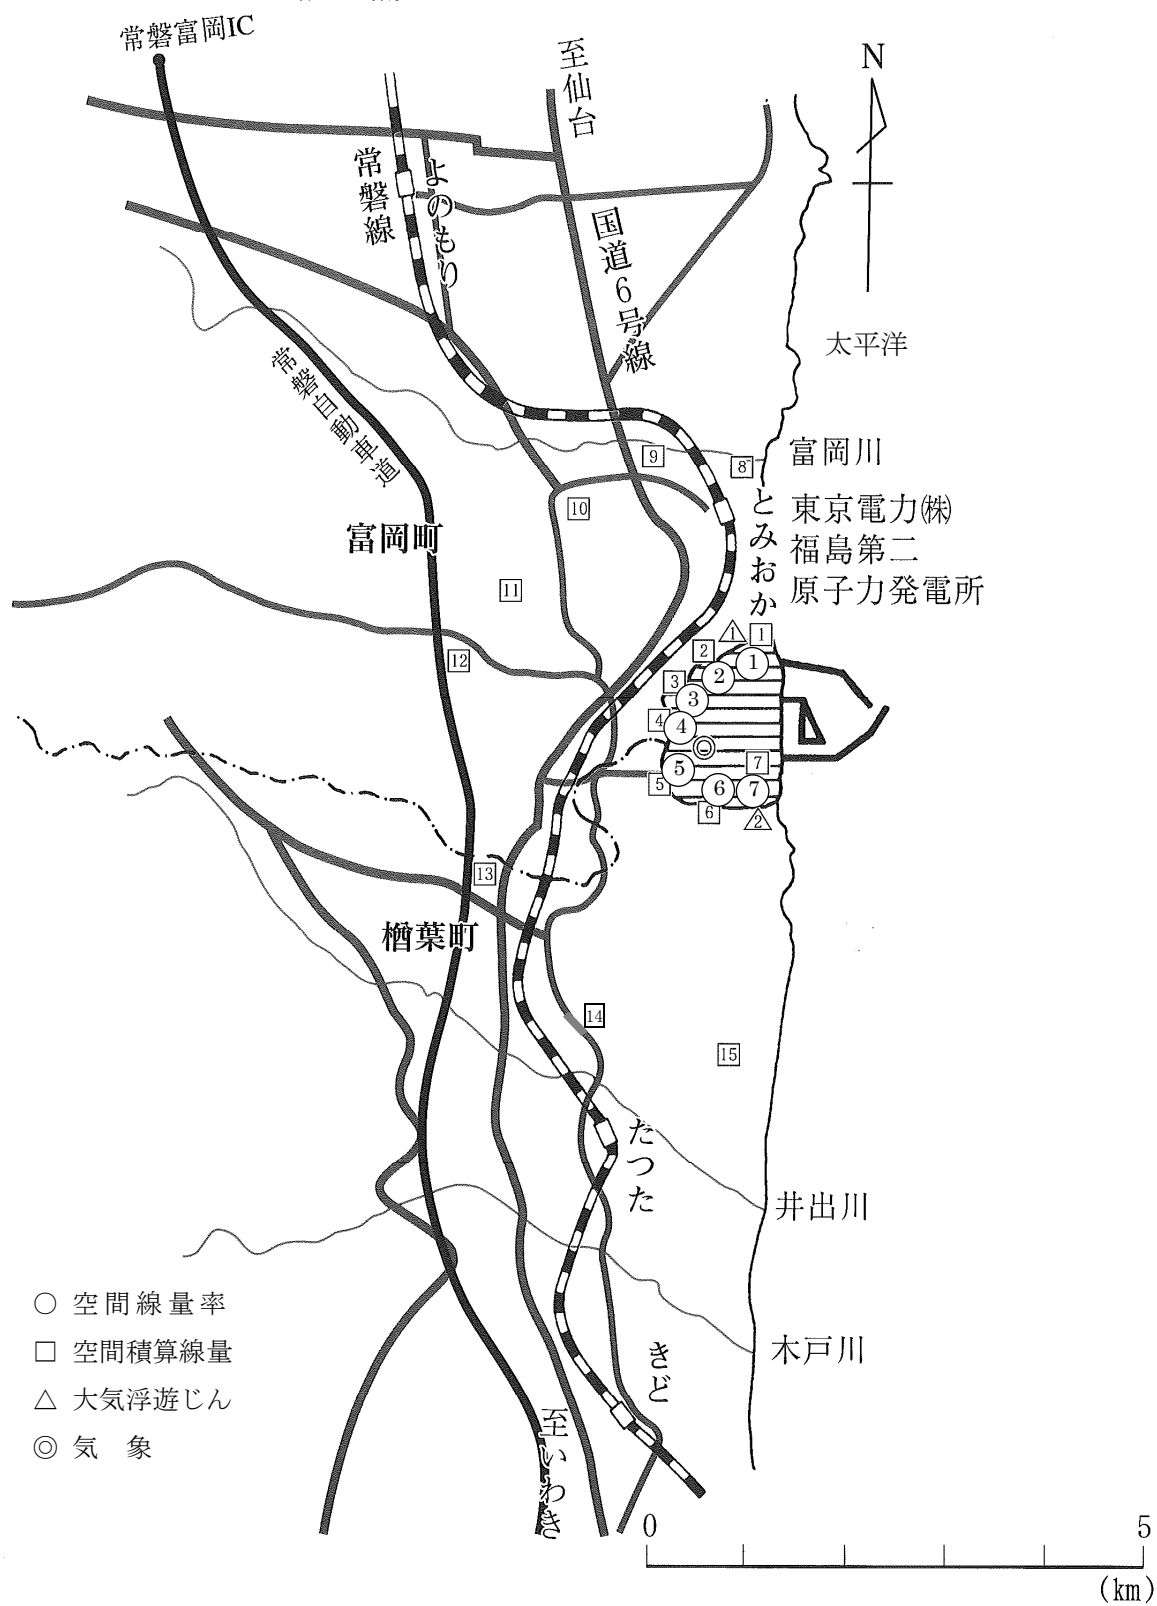 常磐富岡IC
至仙台
N
常磐線
よのもり
国道6号線
太平洋
常磐自動車道
富岡川
9
8
10
とみおか
東京電力㈱
福島第二
原子力発電所
富岡町
11
12
1
1
2
1
2
3
3
4
4
5
5
7
6
7
6
2
13
楢葉町
14
15
たつた
井出川
木戸川
きど
至いわき
○ 空間線量率
□ 空間積算線量
△ 大気浮遊じん
◎ 気 象
0
5
(km)